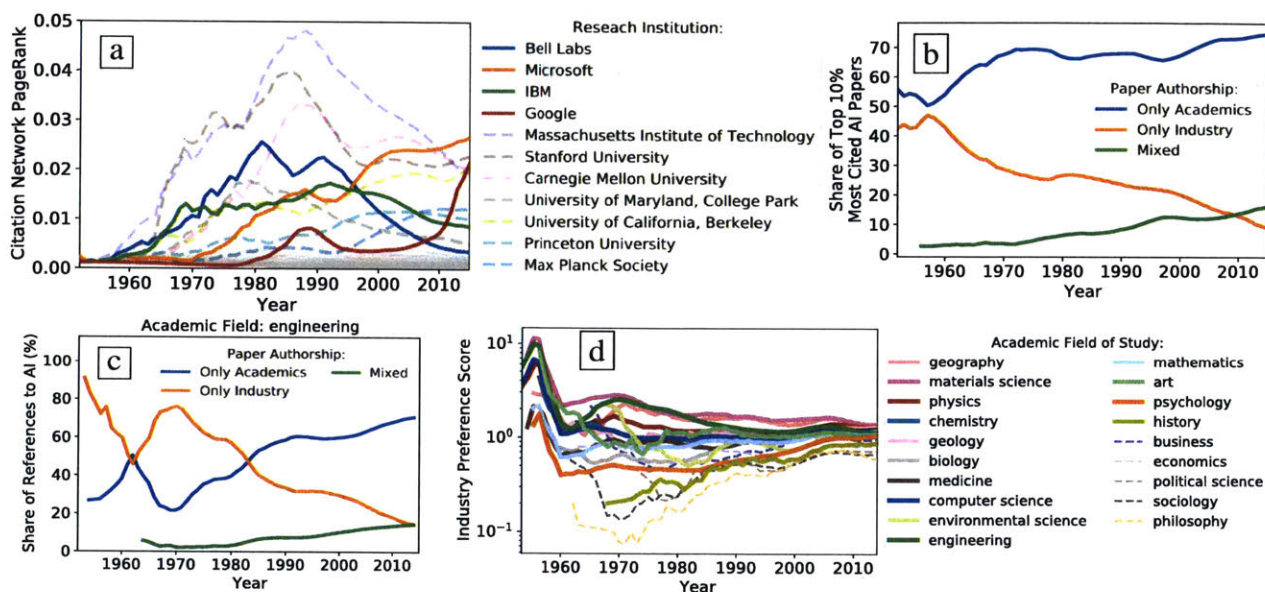 a
Citation Network PageRank
0.05
0.04
0.03
0.02
0.01
0.00
1960 1970 1980 1990 2000 2010
Year
Reseach Institution:
Bell Labs
Microsoft
IBM
Google
Massachusetts Institute of Technology
Stanford University
Carnegie Mellon University
University of Maryland, College Park
University of California, Berkeley
Princeton University
Max Planck Society
b
Share of Top 10%
Most Cited AI Papers
70
60
50
40
30
20
10
0
Paper Authorship:
Only Academics
Only Industry
Mixed
1960 1970 1980 1990 2000 2010
Year
Academic Field: engineering
c
Share of References to AI (%)
100
80
60
40
20
0
Paper Authorship:
Only Academics Mixed
Only Industry
1960 1970 1980 1990 2000 2010
Year
d
Industry Preference Score
10¹
10⁰
10⁻¹
1960 1970 1980 1990 2000 2010
Year
Academic Field of Study:
geography
materials science
physics
chemistry
geology
biology
medicine
computer science
environmental science
engineering
mathematics
art
psychology
history
business
economics
political science
sociology
philosophy